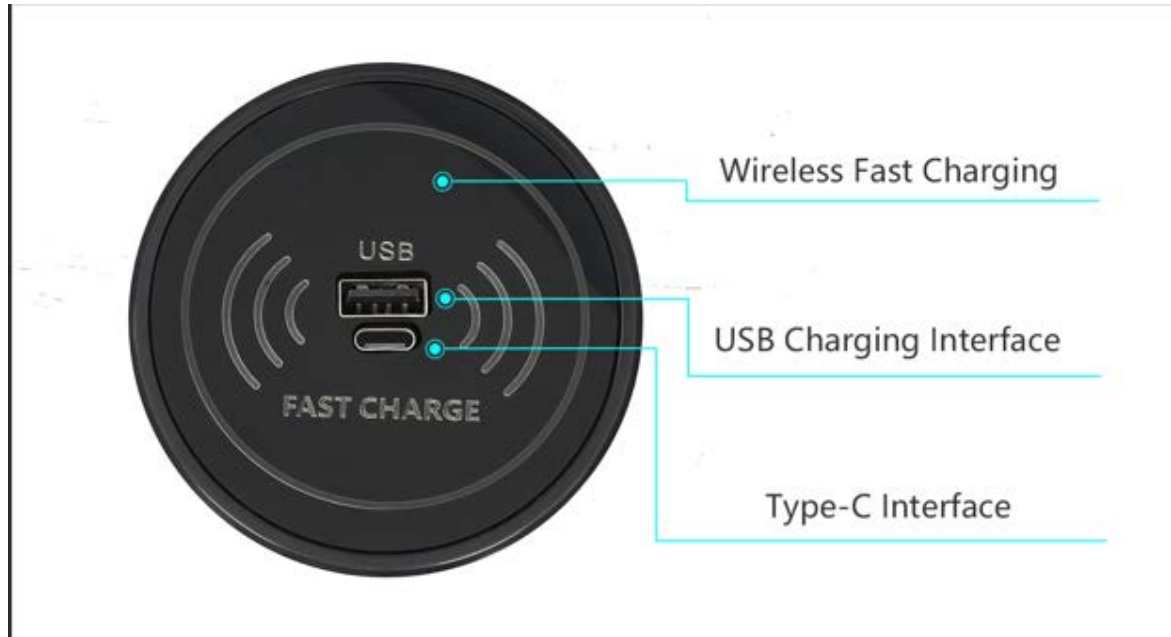 Wireless Fast Charging
USB
USB Charging Interface
FAST CHARGE
Type-C Interface